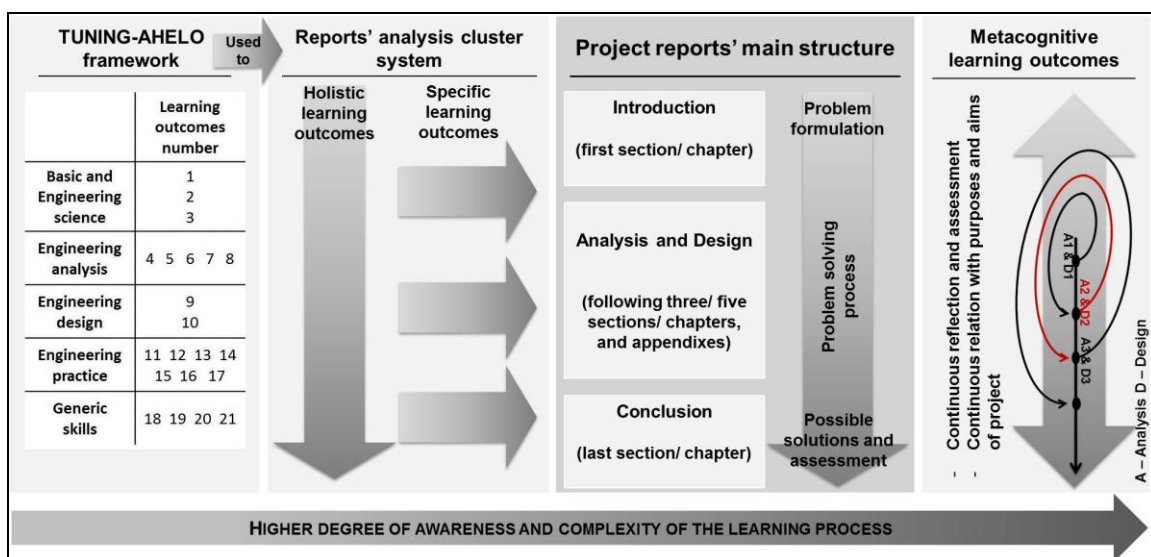 TUNING-AHELO
framework
Used
to
Learning
outcomes
number
Basic and
Engineering
science
1
2
3
Engineering
analysis
4 5 6 7 8
Engineering
design
9
10
Engineering
practice
11 12 13 14
15 16 17
Generic
skills
18 19 20 21
Reports’ analysis cluster
system
Holistic
learning
outcomes
Specific
learning
outcomes
Project reports’ main structure
Introduction
(first section/ chapter)
Analysis and Design
(following three/ five
sections/ chapters,
and appendixes)
Conclusion
(last section/ chapter)
Problem
formulation
Problem solving
process
Possible
solutions and
assessment
Metacognitive
learning outcomes
- Continuous reflection and assessment
- Continuous relation with purposes and aims
of project
A1 & D1
A2 & D2
A3 & D3
A – Analysis D – Design
HIGHER DEGREE OF AWARENESS AND COMPLEXITY OF THE LEARNING PROCESS